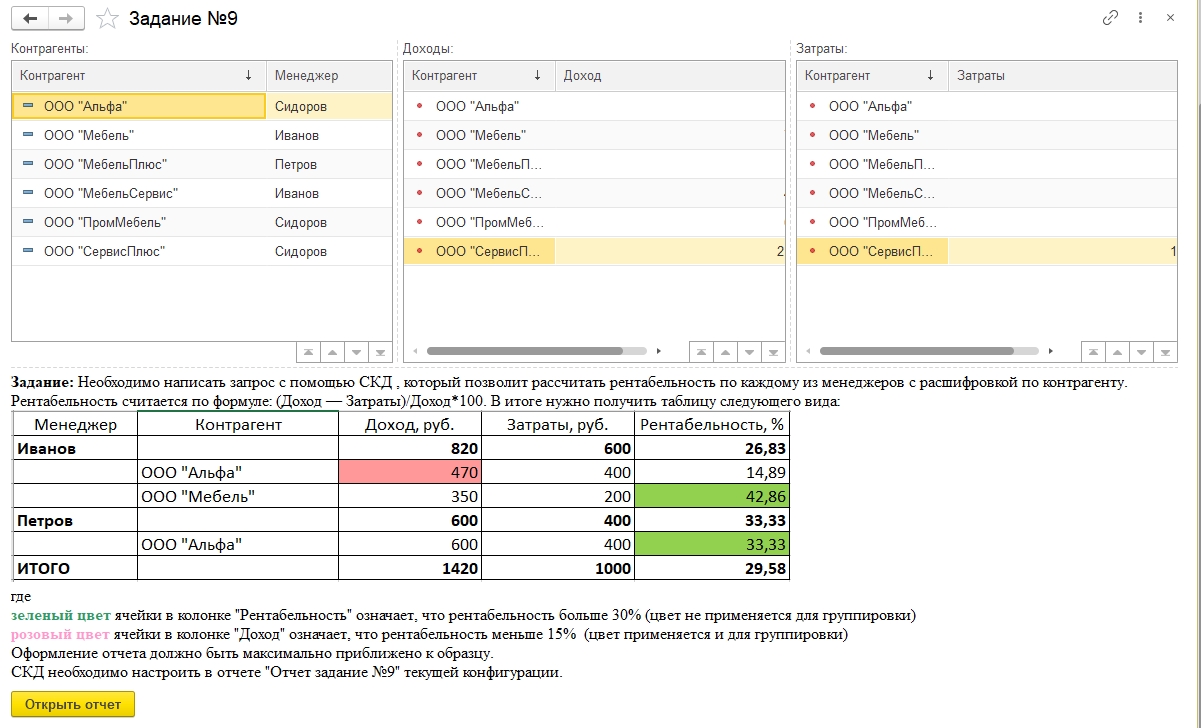 Задание №9
Контрагенты:
Доходы:
Затраты:
Контрагент Менеджер
Контрагент Доход
Контрагент Затраты
ООО "Альфа" Сидоров
ООО "Альфа"
ООО "Альфа"
ООО "Мебель" Иванов
ООО "Мебель"
ООО "Мебель"
ООО "МебельПлюс" Петров
ООО "МебельП...
ООО "МебельП...
ООО "МебельСервис" Иванов
ООО "МебельС...
ООО "МебельС...
ООО "ПромМебель" Сидоров
ООО "ПромМеб...
ООО "ПромМеб...
ООО "СервисПлюс" Сидоров
ООО "СервисП... 2
ООО "СервисП... 1
Задание: Необходимо написать запрос с помощью СКД , который позволит рассчитать рентабельность по каждому из менеджеров с расшифровкой по контрагенту.
Рентабельность считается по формуле: (Доход — Затраты)/Доход*100. В итоге нужно получить таблицу следующего вида:
Менеджер Контрагент Доход, руб. Затраты, руб. Рентабельность, %
Иванов 820 600 26,83
ООО "Альфа" 470 400 14,89
ООО "Мебель" 350 200 42,86
Петров 600 400 33,33
ООО "Альфа" 600 400 33,33
ИТОГО 1420 1000 29,58
где
зеленый цвет ячейки в колонке "Рентабельность" означает, что рентабельность больше 30% (цвет не применяется для группировки)
розовый цвет ячейки в колонке "Доход" означает, что рентабельность меньше 15% (цвет применяется и для группировки)
Оформление отчета должно быть максимально приближено к образцу.
СКД необходимо настроить в отчете "Отчет задание №9" текущей конфигурации.
Открыть отчет